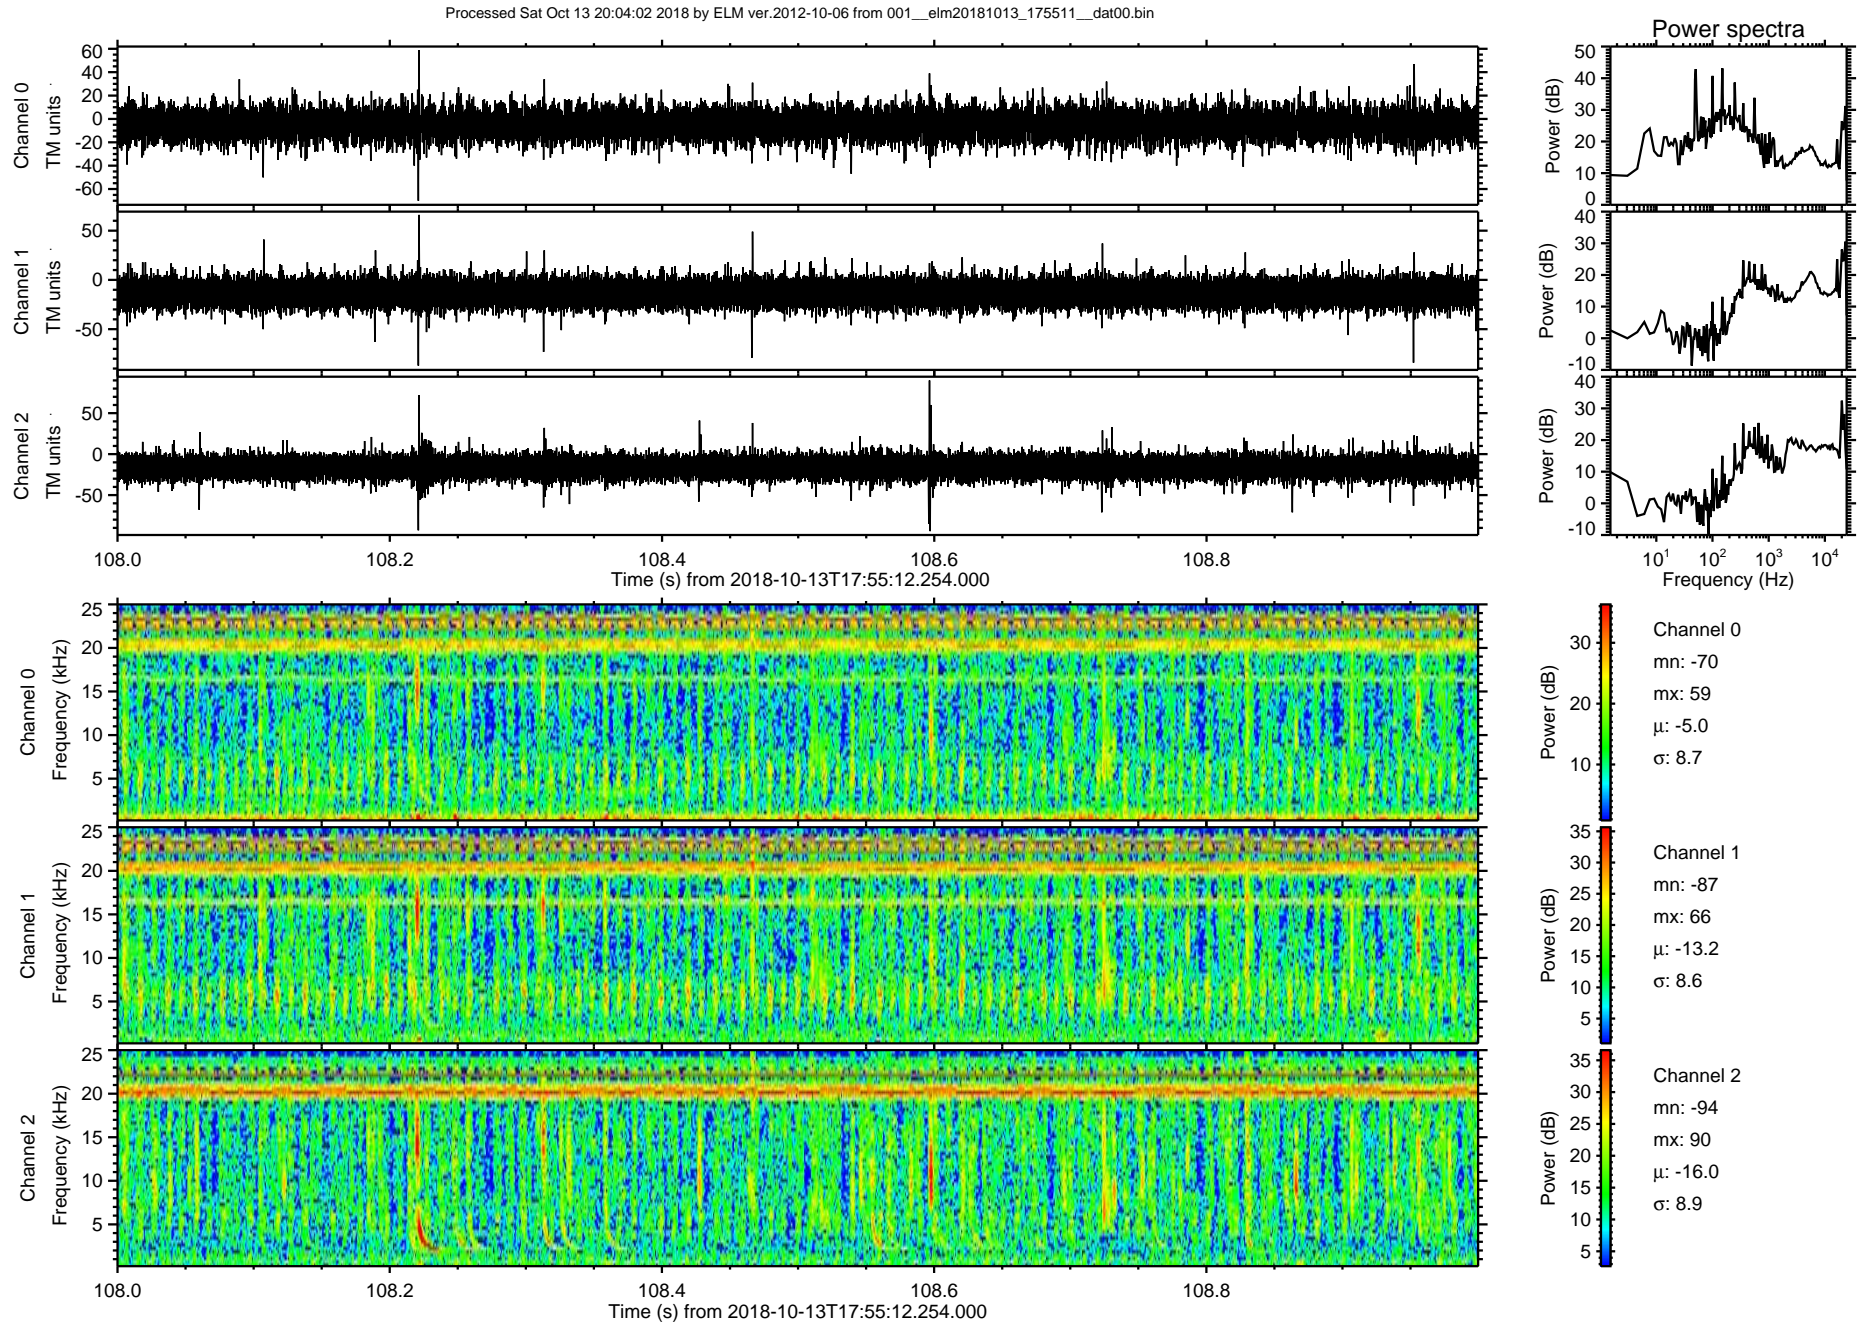 Processed Sat Oct 13 20:04:02 2018 by ELM ver.2012-10-06 from 001__elm20181013_175511__dat00.bin
Power spectra
Channel 0
TM units
60
40
20
0
-20
-40
-60
Power (dB)
50
40
30
20
10
0
Channel 1
TM units
50
0
-50
Power (dB)
40
30
20
10
0
-10
Channel 2
TM units
50
0
-50
Power (dB)
40
30
20
10
0
-10
108.0 108.2 108.4 108.6 108.8
Time (s) from 2018-10-13T17:55:12.254.000
10^1 10^2 10^3 10^4
Frequency (Hz)
Channel 0
Frequency (kHz)
25
20
15
10
5
Power (dB)
30
20
10
Channel 0
mn: -70
mx: 59
μ: -5.0
σ: 8.7
Channel 1
Frequency (kHz)
25
20
15
10
5
Power (dB)
35
30
25
20
15
10
5
Channel 1
mn: -87
mx: 66
μ: -13.2
σ: 8.6
Channel 2
Frequency (kHz)
25
20
15
10
5
Power (dB)
35
30
25
20
15
10
5
Channel 2
mn: -94
mx: 90
μ: -16.0
σ: 8.9
108.0 108.2 108.4 108.6 108.8
Time (s) from 2018-10-13T17:55:12.254.000